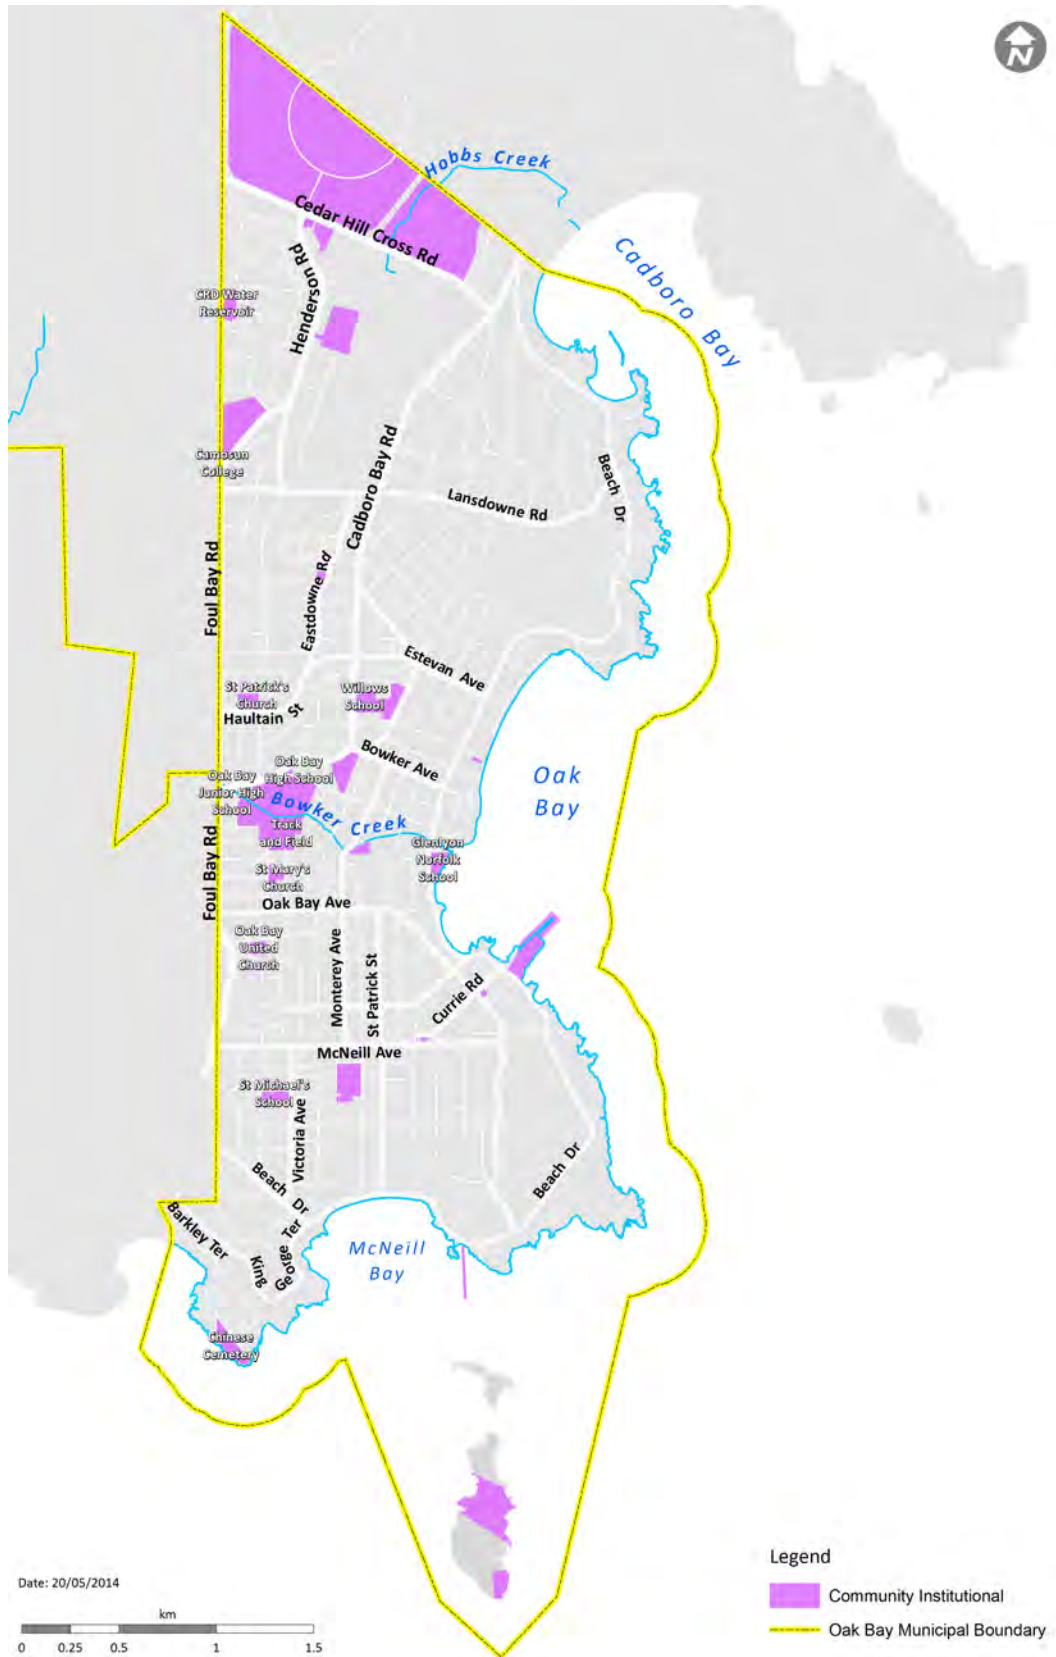 N
Hobbs Creek
Cedar Hill Cross Rd
Cadboro Bay
Henderson Rd
CRD Water
Reservoir
Camosun
College
Cadboro Bay Rd
Lansdowne Rd
Beach Dr
Foul Bay Rd
Eastdowne Rd
Estevan Ave
St Patrick's
Church
Willows
School
Haultain St
Oak Bay
High School
Bowker Ave
Oak Bay
Junior High
School
Oak
Bay
Bowker Creek
Track
and Field
Glenlyon
Norfolk
School
Foul Bay Rd
St Mary's
Church
Oak Bay Ave
Oak Bay
United
Church
Monterey Ave
St Patrick St
Currie Rd
McNeill Ave
St Michael's
School
Victoria Ave
Beach Dr
Beach Dr
Barkley Ter
King
George Ter
McNeill
Bay
Chinese
Cemetery
Legend
Community Institutional
Oak Bay Municipal Boundary
Date: 20/05/2014
km
0 0.25 0.5 1 1.5